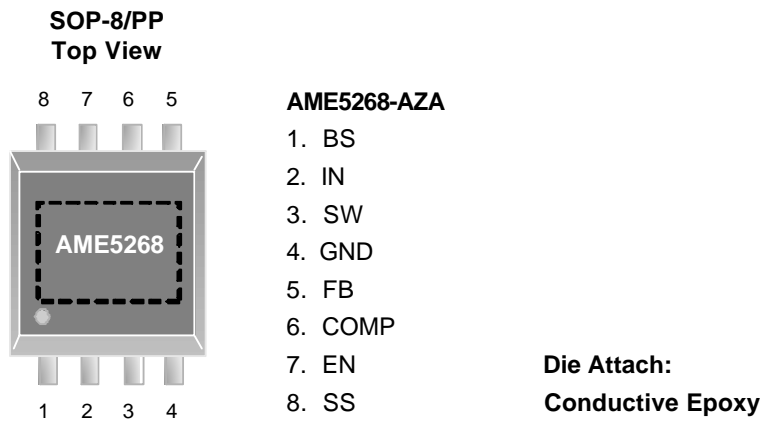 SOP-8/PP
Top View
8 7 6 5
AME5268
1 2 3 4
AME5268-AZA
1. BS
2. IN
3. SW
4. GND
5. FB
6. COMP
7. EN
8. SS
Die Attach:
Conductive Epoxy